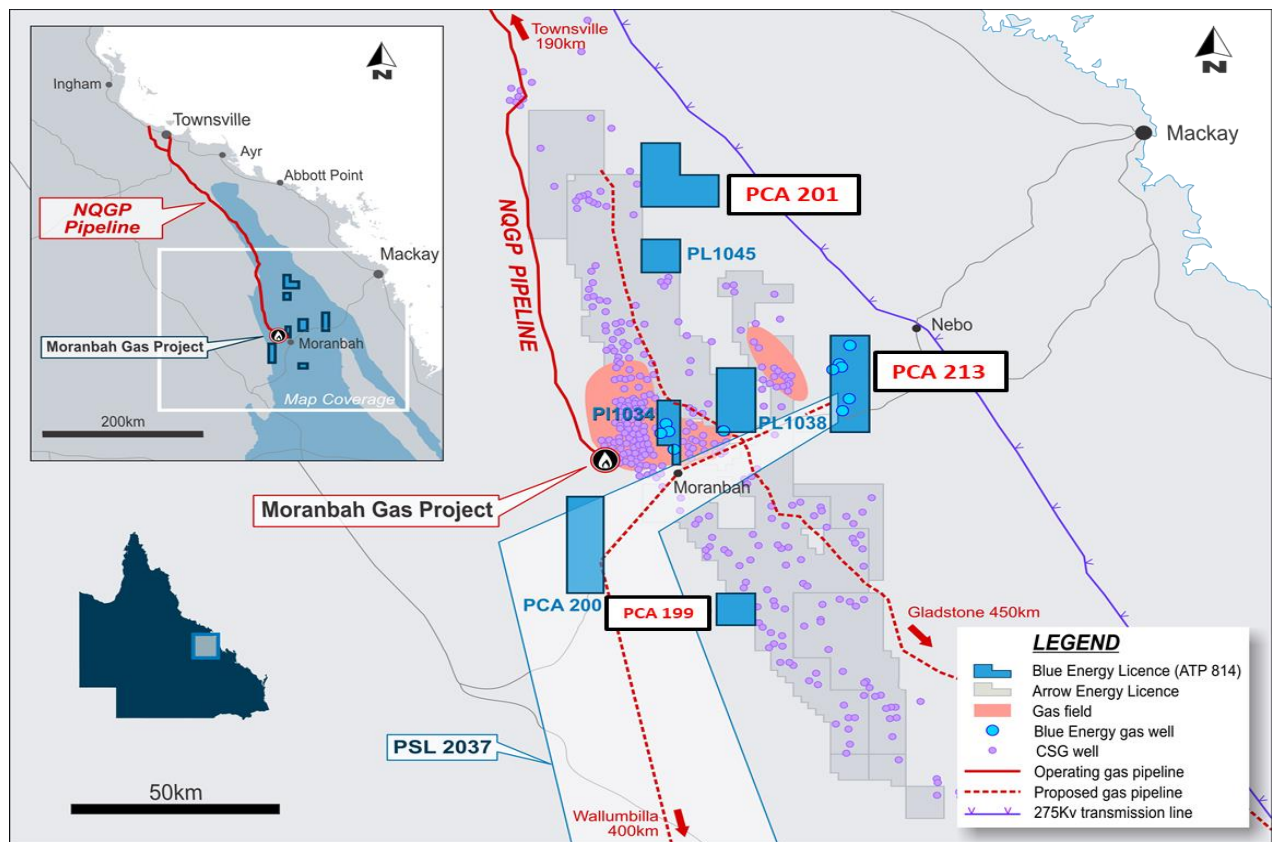 Ingham
Townsville
Ayr
Abbott Point
Mackay
NQGP
Pipeline
Moranbah Gas Project
Moranbah
Map Coverage
200km
N
Townsville
190km
N
Mackay
NQGP PIPELINE
PCA 201
PL1045
Nebo
PCA 213
Pl1034
PL1038
Moranbah Gas Project
Moranbah
PCA 200
PCA 199
Gladstone 450km
PSL 2037
50km
Wallumbilla
400km
LEGEND
Blue Energy Licence (ATP 814)
Arrow Energy Licence
Gas field
Blue Energy gas well
CSG well
Operating gas pipeline
Proposed gas pipeline
275Kv transmission line